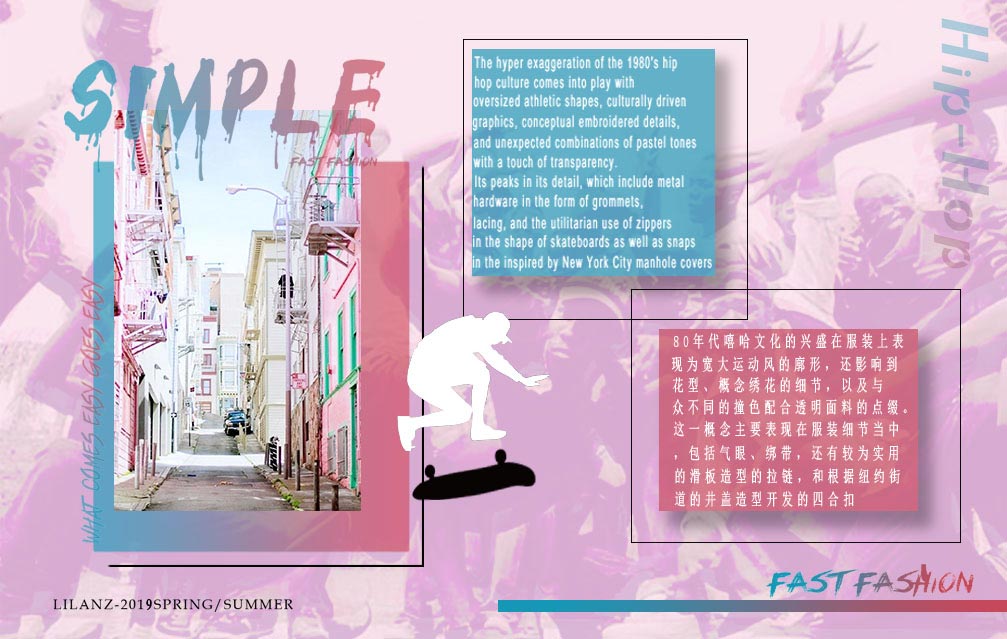 SIMPLE
FAST FASHION
WHAT COMES EASY GOES EASY
The hyper exaggeration of the 1980's hip
hop culture comes into play with
oversized athletic shapes, culturally driven
graphics, conceptual embroidered details,
and unexpected combinations of pastel tones
with a touch of transparency.
Its peaks in its detail, which include metal
hardware in the form of grommets,
lacing, and the utilitarian use of zippers
in the shape of skateboards as well as snaps
in the inspired by New York City manhole covers
Hip-Hop
80年代嘻哈文化的兴盛在服装上表
现为宽大运动风的廓形，还影响到
花型、概念绣花的细节，以及与
众不同的撞色配合透明面料的点缀。
这一概念主要表现在服装细节当中
，包括气眼、绑带，还有较为实用
的滑板造型的拉链，和根据纽约街
道的井盖造型开发的四合扣
FAST FASHION
LILANZ-2019SPRING/SUMMER